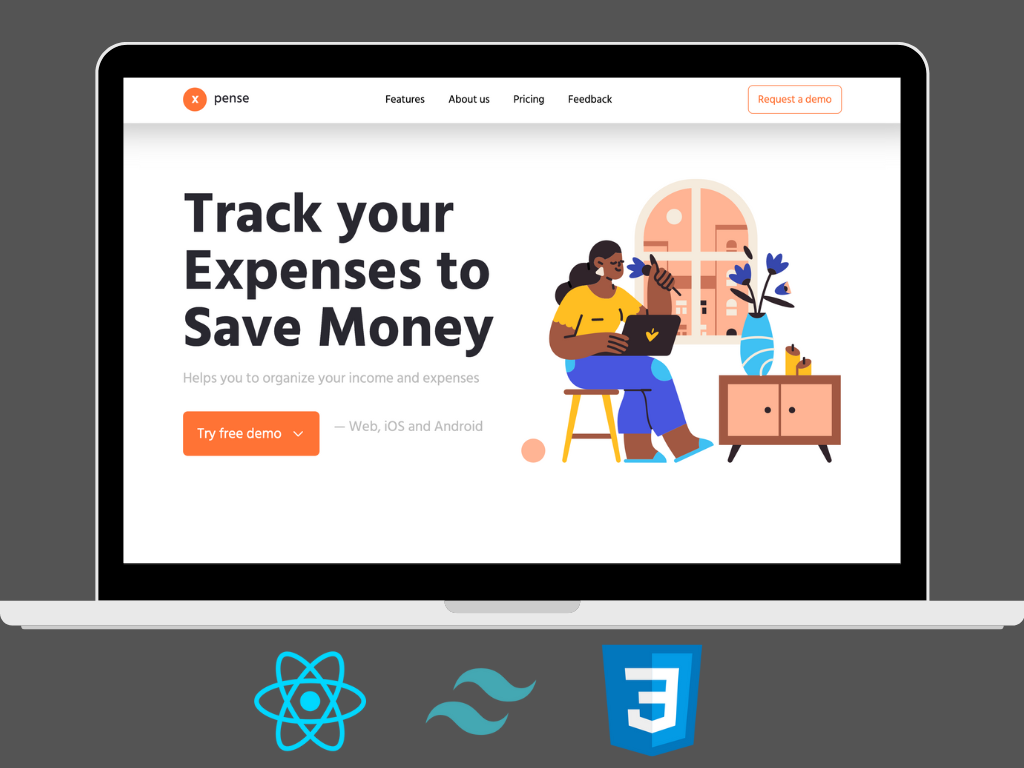 x pense
Features
About us
Pricing
Feedback
Request a demo
Track your
Expenses to
Save Money
Helps you to organize your income and expenses
Try free demo
— Web, iOS and Android
3